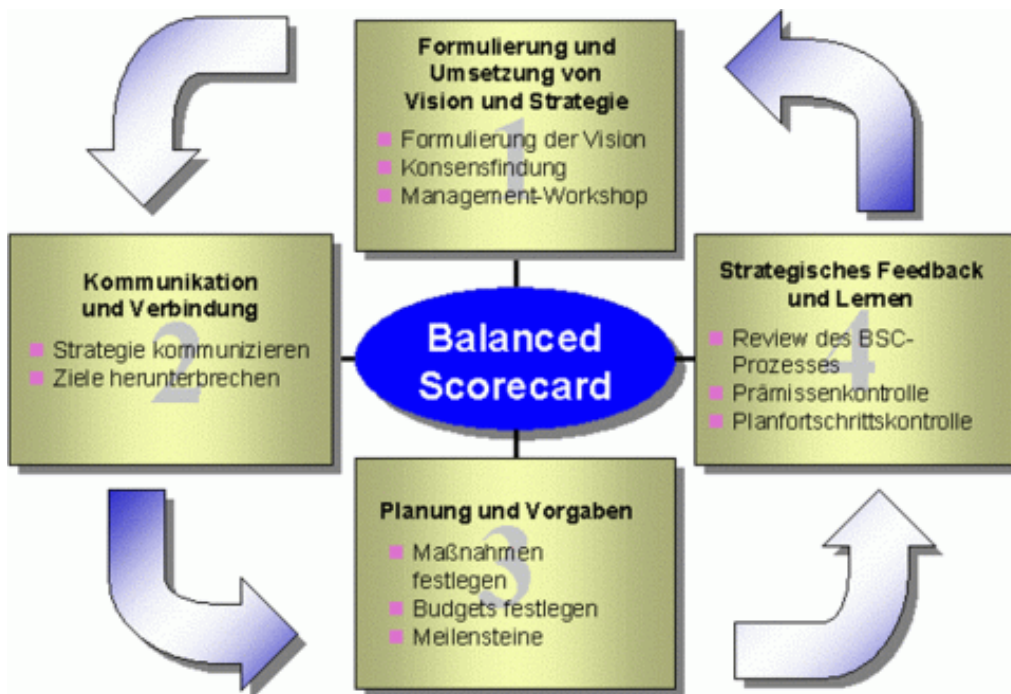 Formulierung und
Umsetzung von
Vision und Strategie
1
Formulierung der Vision
Konsensfindung
Management-Workshop
Kommunikation
und Verbindung
2
Strategie kommunizieren
Ziele herunterbrechen
Balanced
Scorecard
Strategisches Feedback
und Lernen
4
Review des BSC-
Prozesses
Prämissenkontrolle
Planfortschrittskontrolle
Planung und Vorgaben
3
Maßnahmen
festlegen
Budgets festlegen
Meilensteine